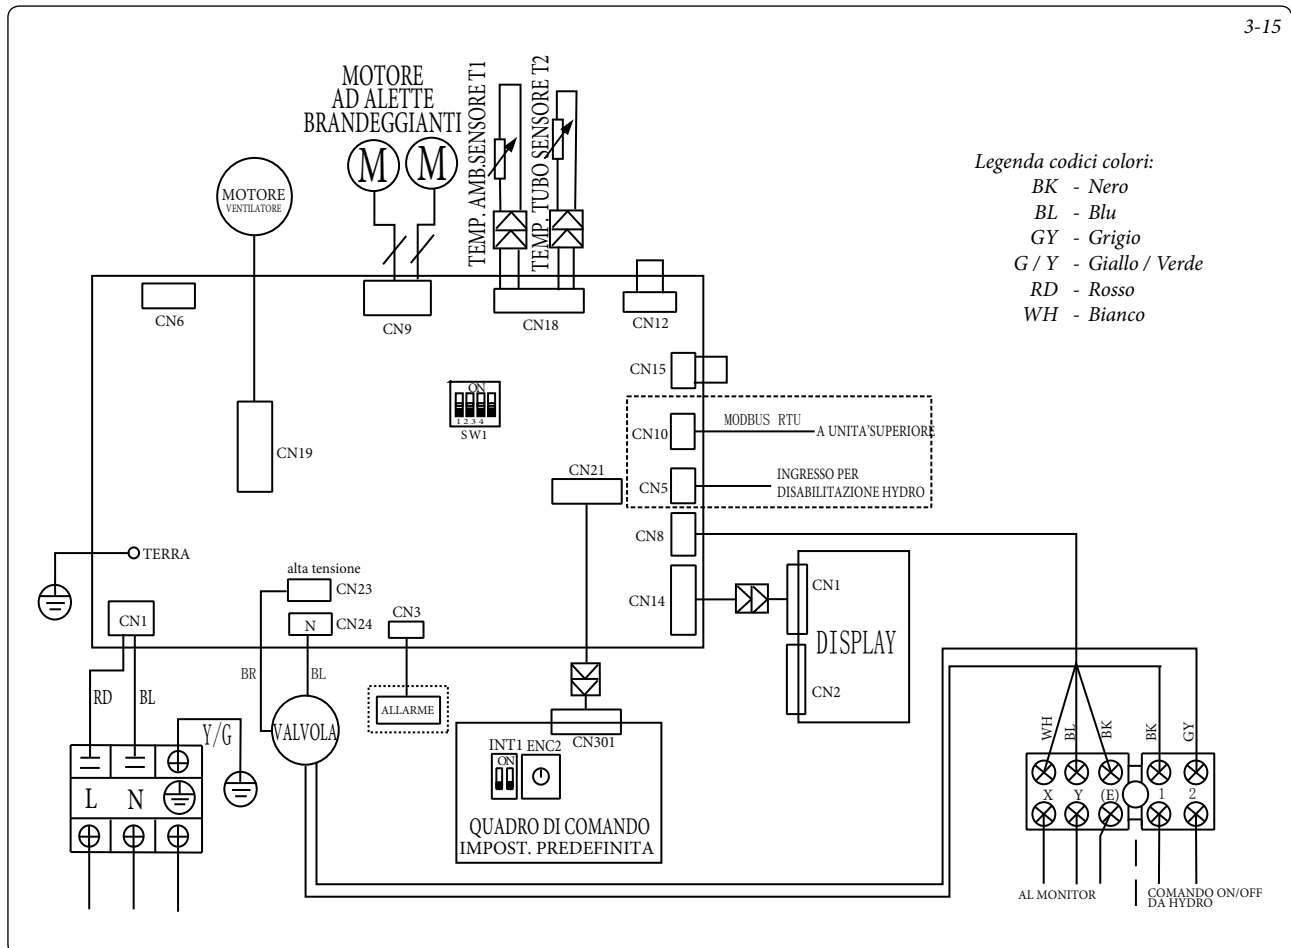 3-15
MOTORE
AD ALETTE
BRANDEGGIANTI
M M
TEMP. AMB.SENSORE T1
TEMP. TUBO SENSORE T2
MOTORE
VENTILATORE
Legenda codici colori:
BK - Nero
BL - Blu
GY - Grigio
G / Y - Giallo / Verde
RD - Rosso
WH - Bianco
CN6
CN9
CN18
CN12
CN15
ON
1 2 3 4
SW1
CN10
MODBUS RTU
A UNITA'SUPERIORE
CN19
CN21
CN5
INGRESSO PER
DISABILITAZIONE HYDRO
CN8
TERRA
alta tensione
CN23
CN1
N
CN24
CN3
CN14
CN1
DISPLAY
CN2
RD
BL
BR
BL
ALLARME
VALVOLA
Y/G
CN301
INT1 ENC2
ON
QUADRO DI COMANDO
IMPOST. PREDEFINITA
L N
WH
BL
BK
BK
GY
X Y (E) 1 2
AL MONITOR
COMANDO ON/OFF
DA HYDRO